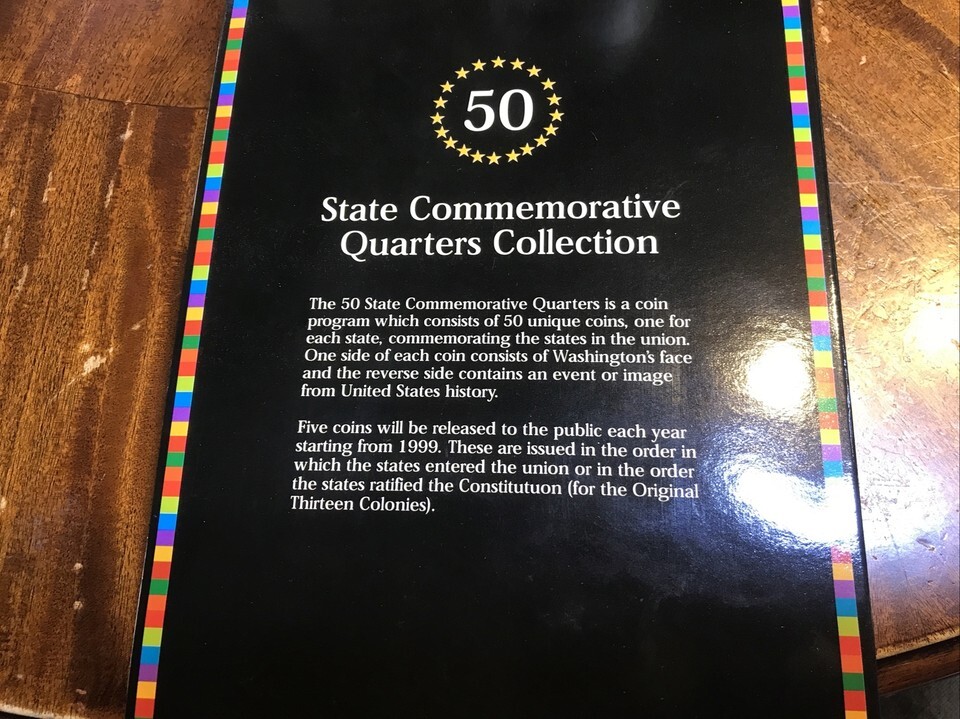 50
State Commemorative
Quarters Collection
The 50 State Commemorative Quarters is a coin
program which consists of 50 unique coins, one for
each state, commemorating the states in the union.
One side of each coin consists of Washington's face
and the reverse side contains an event or image
from United States history.
Five coins will be released to the public each year
starting from 1999. These are issued in the order in
which the states entered the union or in the order
the states ratified the Constitutuon (for the Original
Thirteen Colonies).